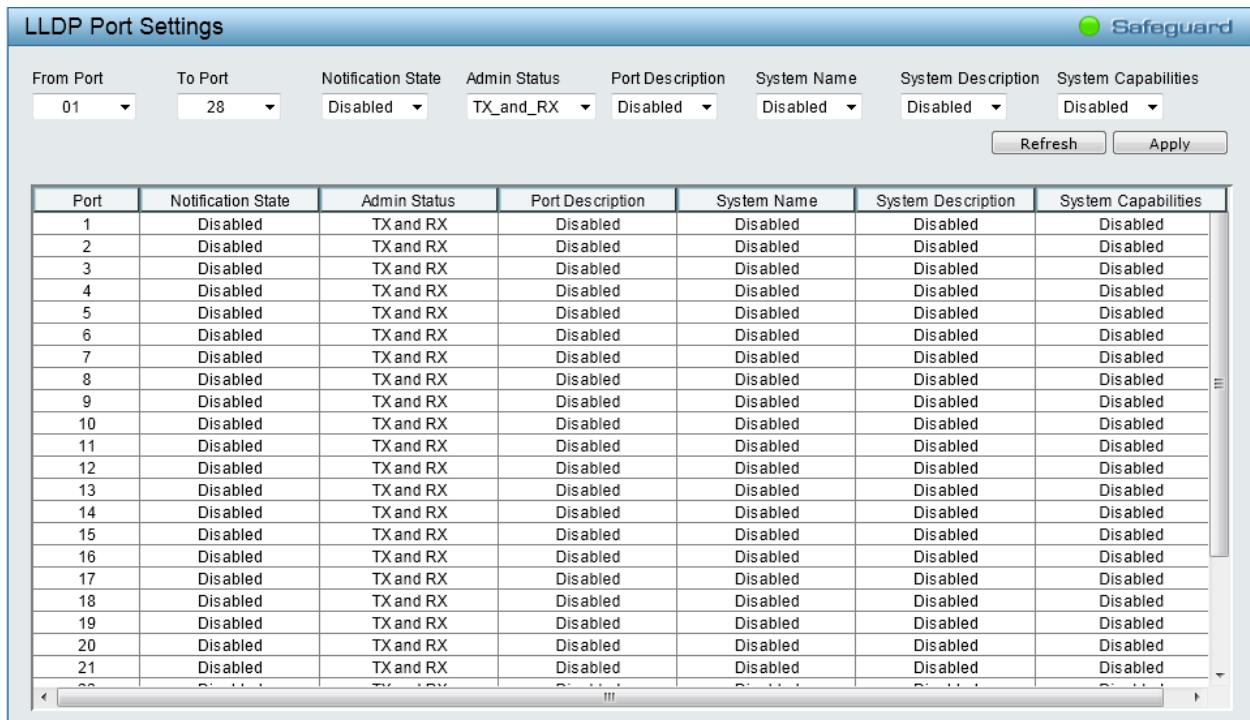 LLDP Port Settings Safeguard
From Port To Port Notification State Admin Status Port Description System Name System Description System Capabilities
01 28 Disabled TX_and_RX Disabled Disabled Disabled Disabled
Refresh Apply
Port Notification State Admin Status Port Description System Name System Description System Capabilities
1 Disabled TX and RX Disabled Disabled Disabled Disabled
2 Disabled TX and RX Disabled Disabled Disabled Disabled
3 Disabled TX and RX Disabled Disabled Disabled Disabled
4 Disabled TX and RX Disabled Disabled Disabled Disabled
5 Disabled TX and RX Disabled Disabled Disabled Disabled
6 Disabled TX and RX Disabled Disabled Disabled Disabled
7 Disabled TX and RX Disabled Disabled Disabled Disabled
8 Disabled TX and RX Disabled Disabled Disabled Disabled
9 Disabled TX and RX Disabled Disabled Disabled Disabled
10 Disabled TX and RX Disabled Disabled Disabled Disabled
11 Disabled TX and RX Disabled Disabled Disabled Disabled
12 Disabled TX and RX Disabled Disabled Disabled Disabled
13 Disabled TX and RX Disabled Disabled Disabled Disabled
14 Disabled TX and RX Disabled Disabled Disabled Disabled
15 Disabled TX and RX Disabled Disabled Disabled Disabled
16 Disabled TX and RX Disabled Disabled Disabled Disabled
17 Disabled TX and RX Disabled Disabled Disabled Disabled
18 Disabled TX and RX Disabled Disabled Disabled Disabled
19 Disabled TX and RX Disabled Disabled Disabled Disabled
20 Disabled TX and RX Disabled Disabled Disabled Disabled
21 Disabled TX and RX Disabled Disabled Disabled Disabled